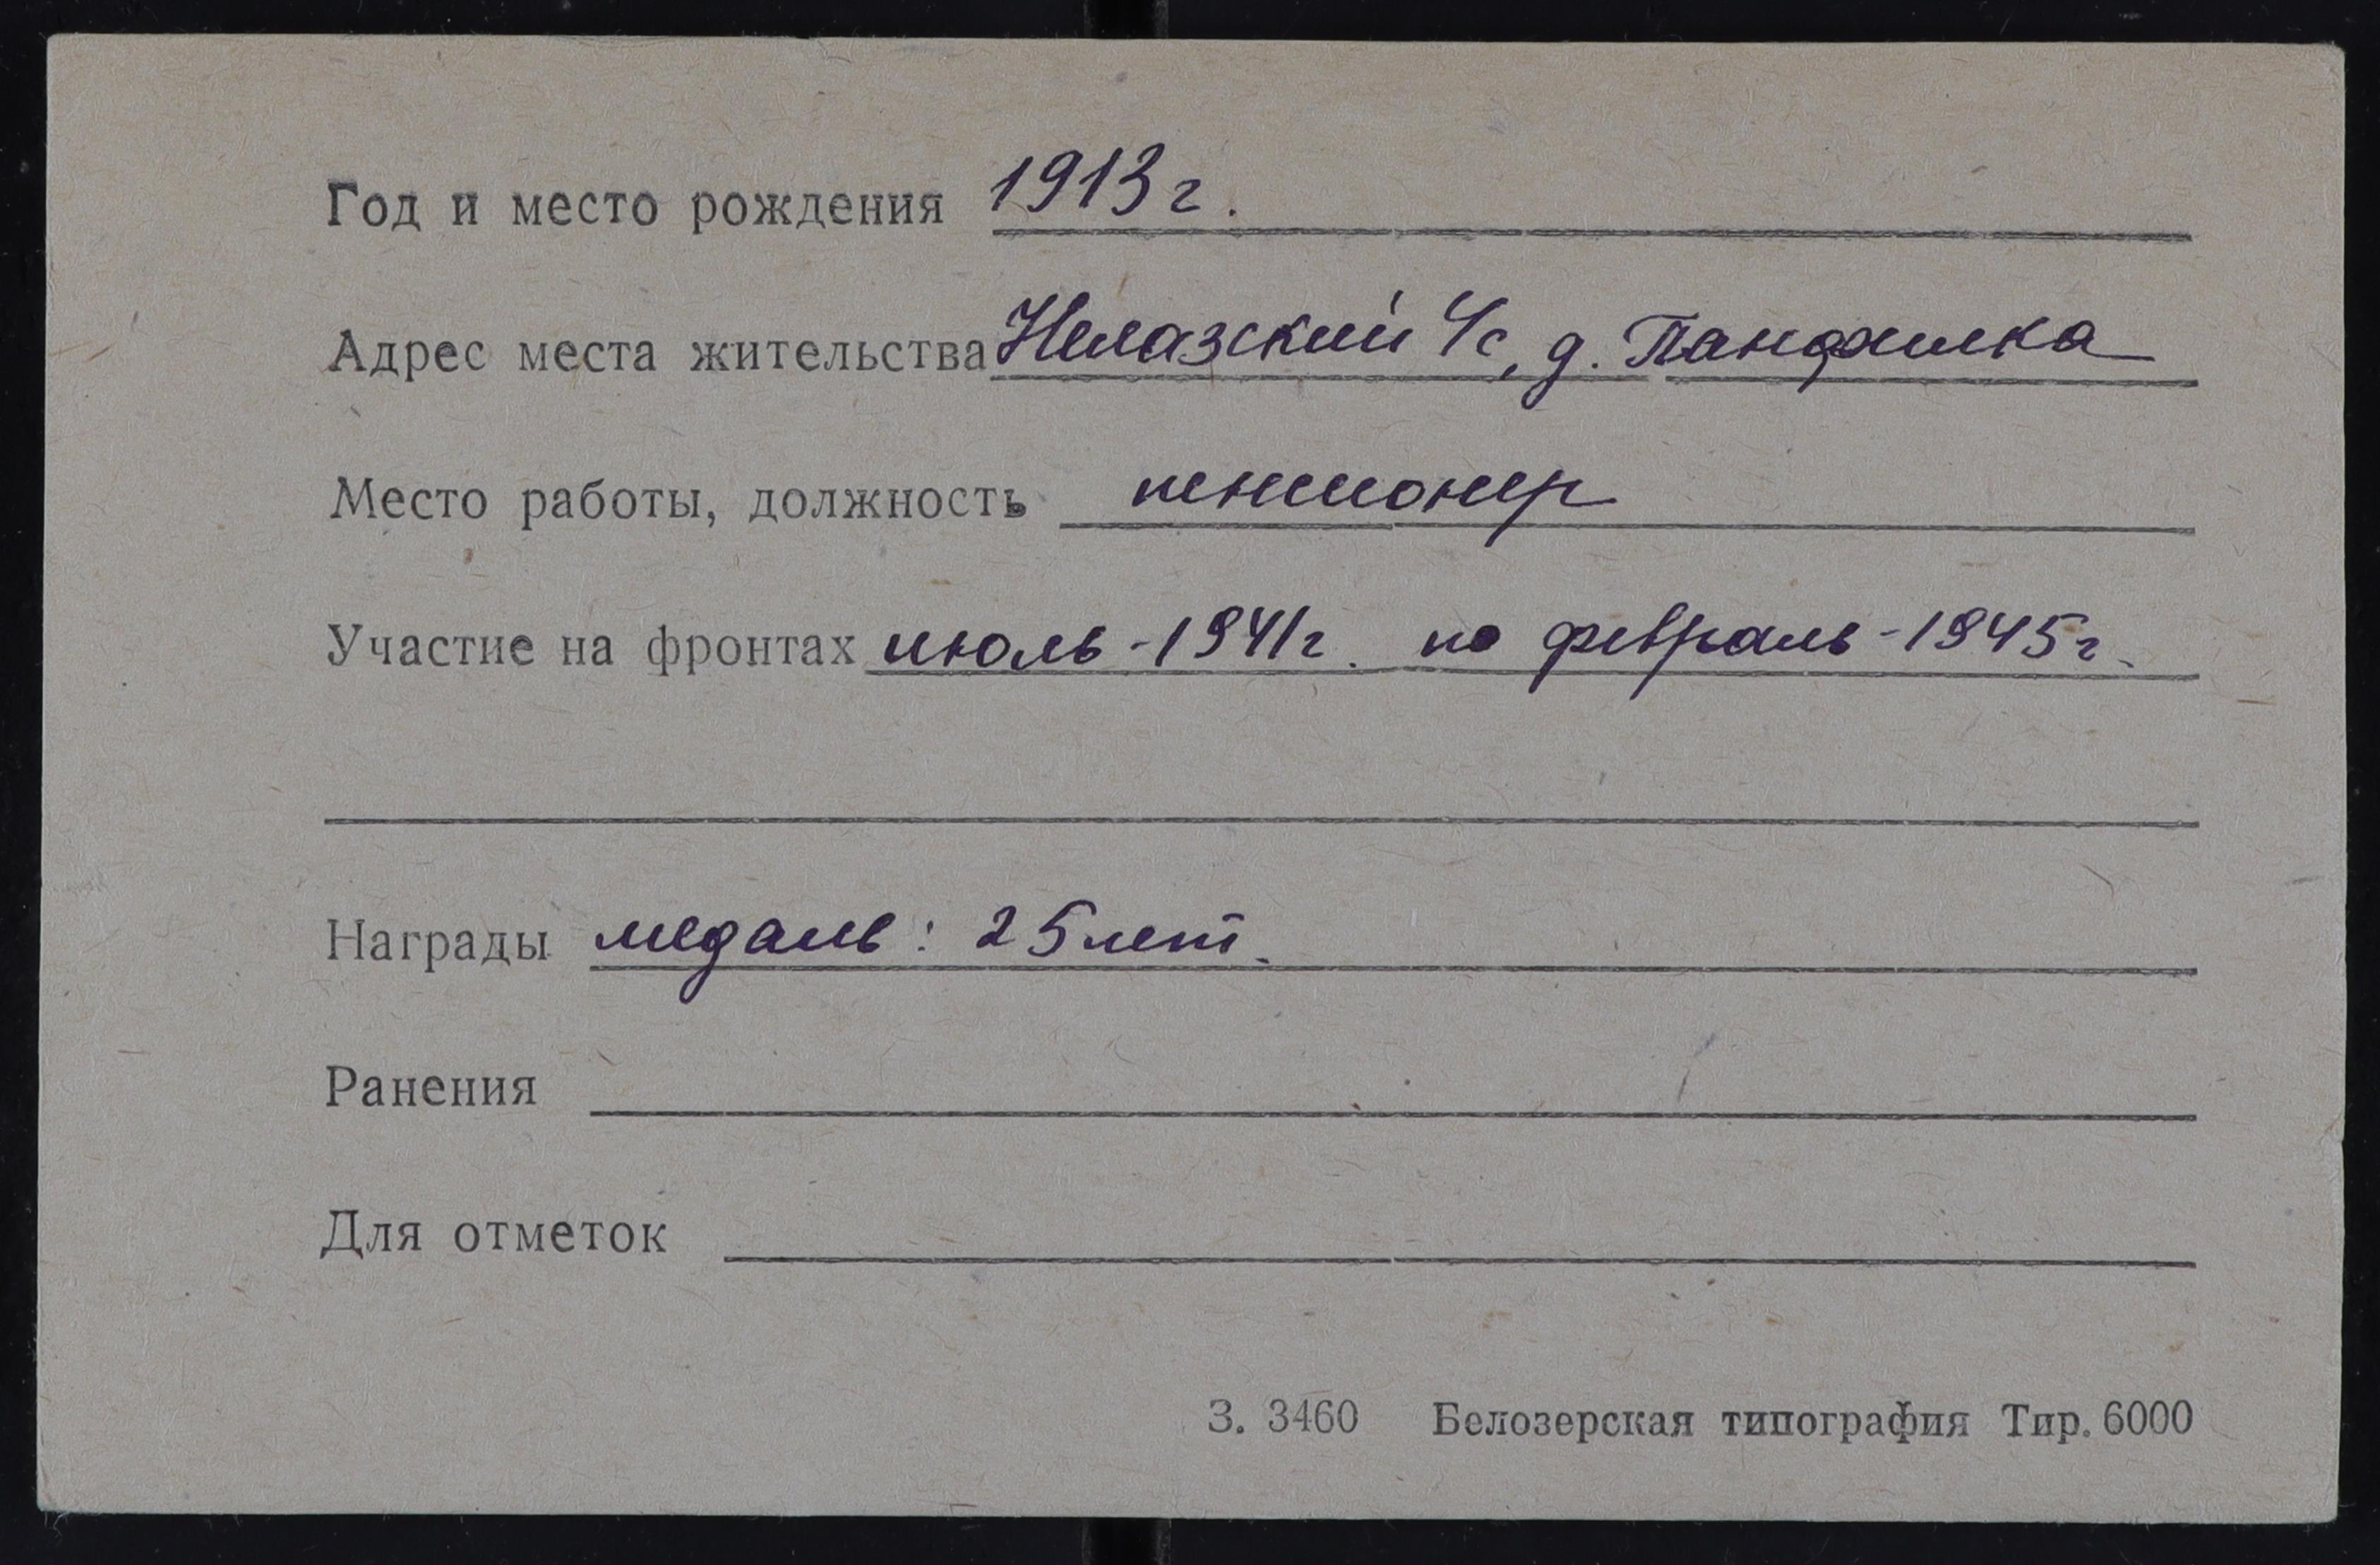 Год и место рождения 1913 г.
Адрес места жительства Нелазский с/с, д. Панфилка
Место работы, должность пенсионер
Участие на фронтах июль - 1941 г. по февраль - 1945 г.
Награды медаль: 25 лет.
Ранения
Для отметок
З. 3460 Белозерская типография Тир. 6000